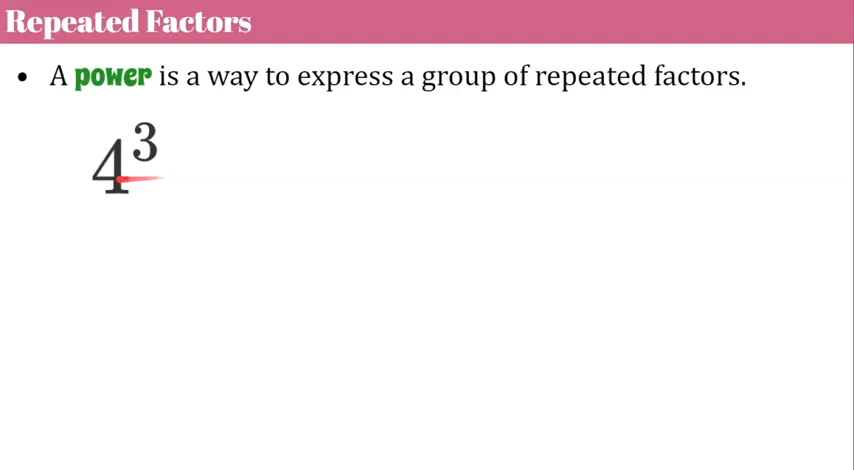 Repeated Factors
• A power is a way to express a group of repeated factors.
4³